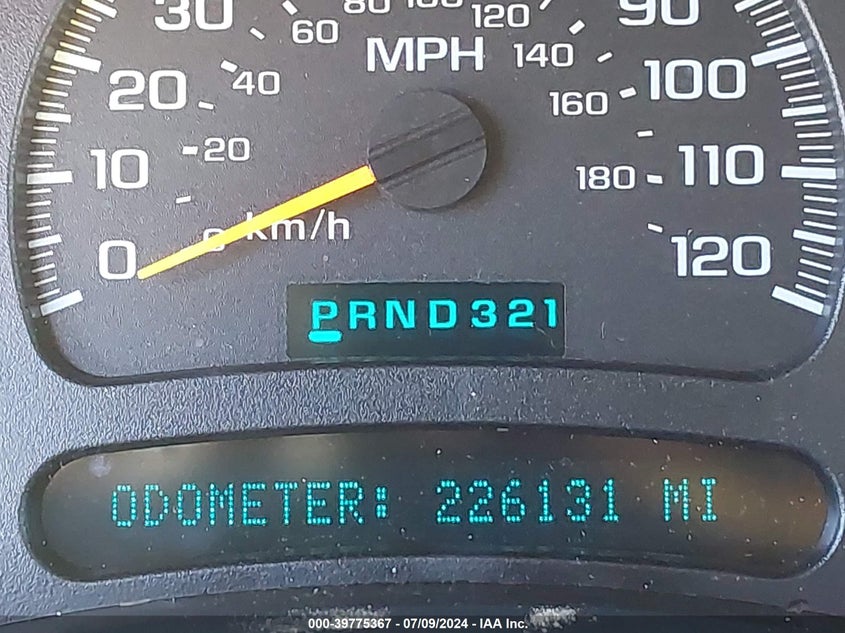 30 60 80 100 120 90
MPH 140
20 40 160 100
10 20 180 110
0 0 km/h 120
PRND321
ODOMETER: 226131 MI
000-39775367 - 07/09/2024 - IAA Inc.